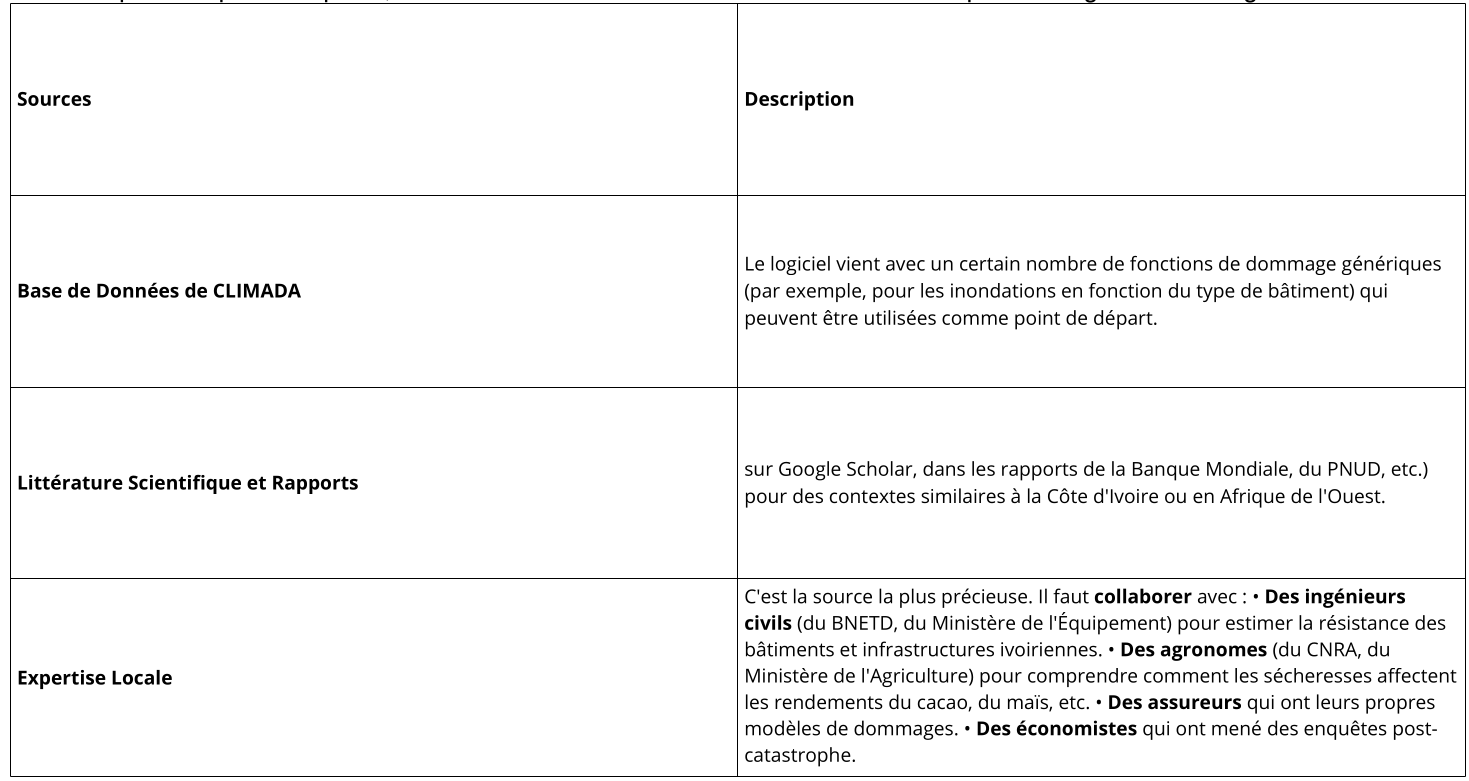 Sources
Description
Base de Données de CLIMADA
Le logiciel vient avec un certain nombre de fonctions de dommage génériques
(par exemple, pour les inondations en fonction du type de bâtiment) qui
peuvent être utilisées comme point de départ.
Littérature Scientifique et Rapports
sur Google Scholar, dans les rapports de la Banque Mondiale, du PNUD, etc.)
pour des contextes similaires à la Côte d'Ivoire ou en Afrique de l'Ouest.
Expertise Locale
C'est la source la plus précieuse. Il faut collaborer avec : • Des ingénieurs
civils (du BNETD, du Ministère de l'Équipement) pour estimer la résistance des
bâtiments et infrastructures ivoiriennes. • Des agronomes (du CNRA, du
Ministère de l'Agriculture) pour comprendre comment les sécheresses affectent
les rendements du cacao, du maïs, etc. • Des assureurs qui ont leurs propres
modèles de dommages. • Des économistes qui ont mené des enquêtes post-
catastrophe.